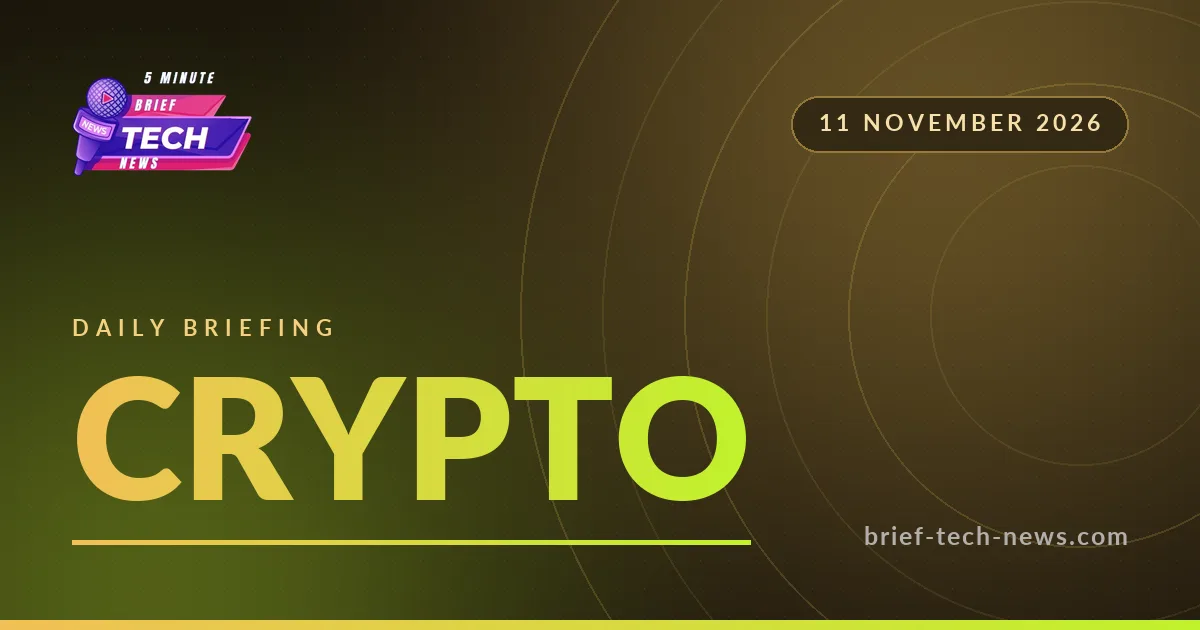 5 MINUTE
BRIEF
NEWS
TECH
NEWS
11 NOVEMBER 2026
DAILY BRIEFING
CRYPTO
brief-tech-news.com